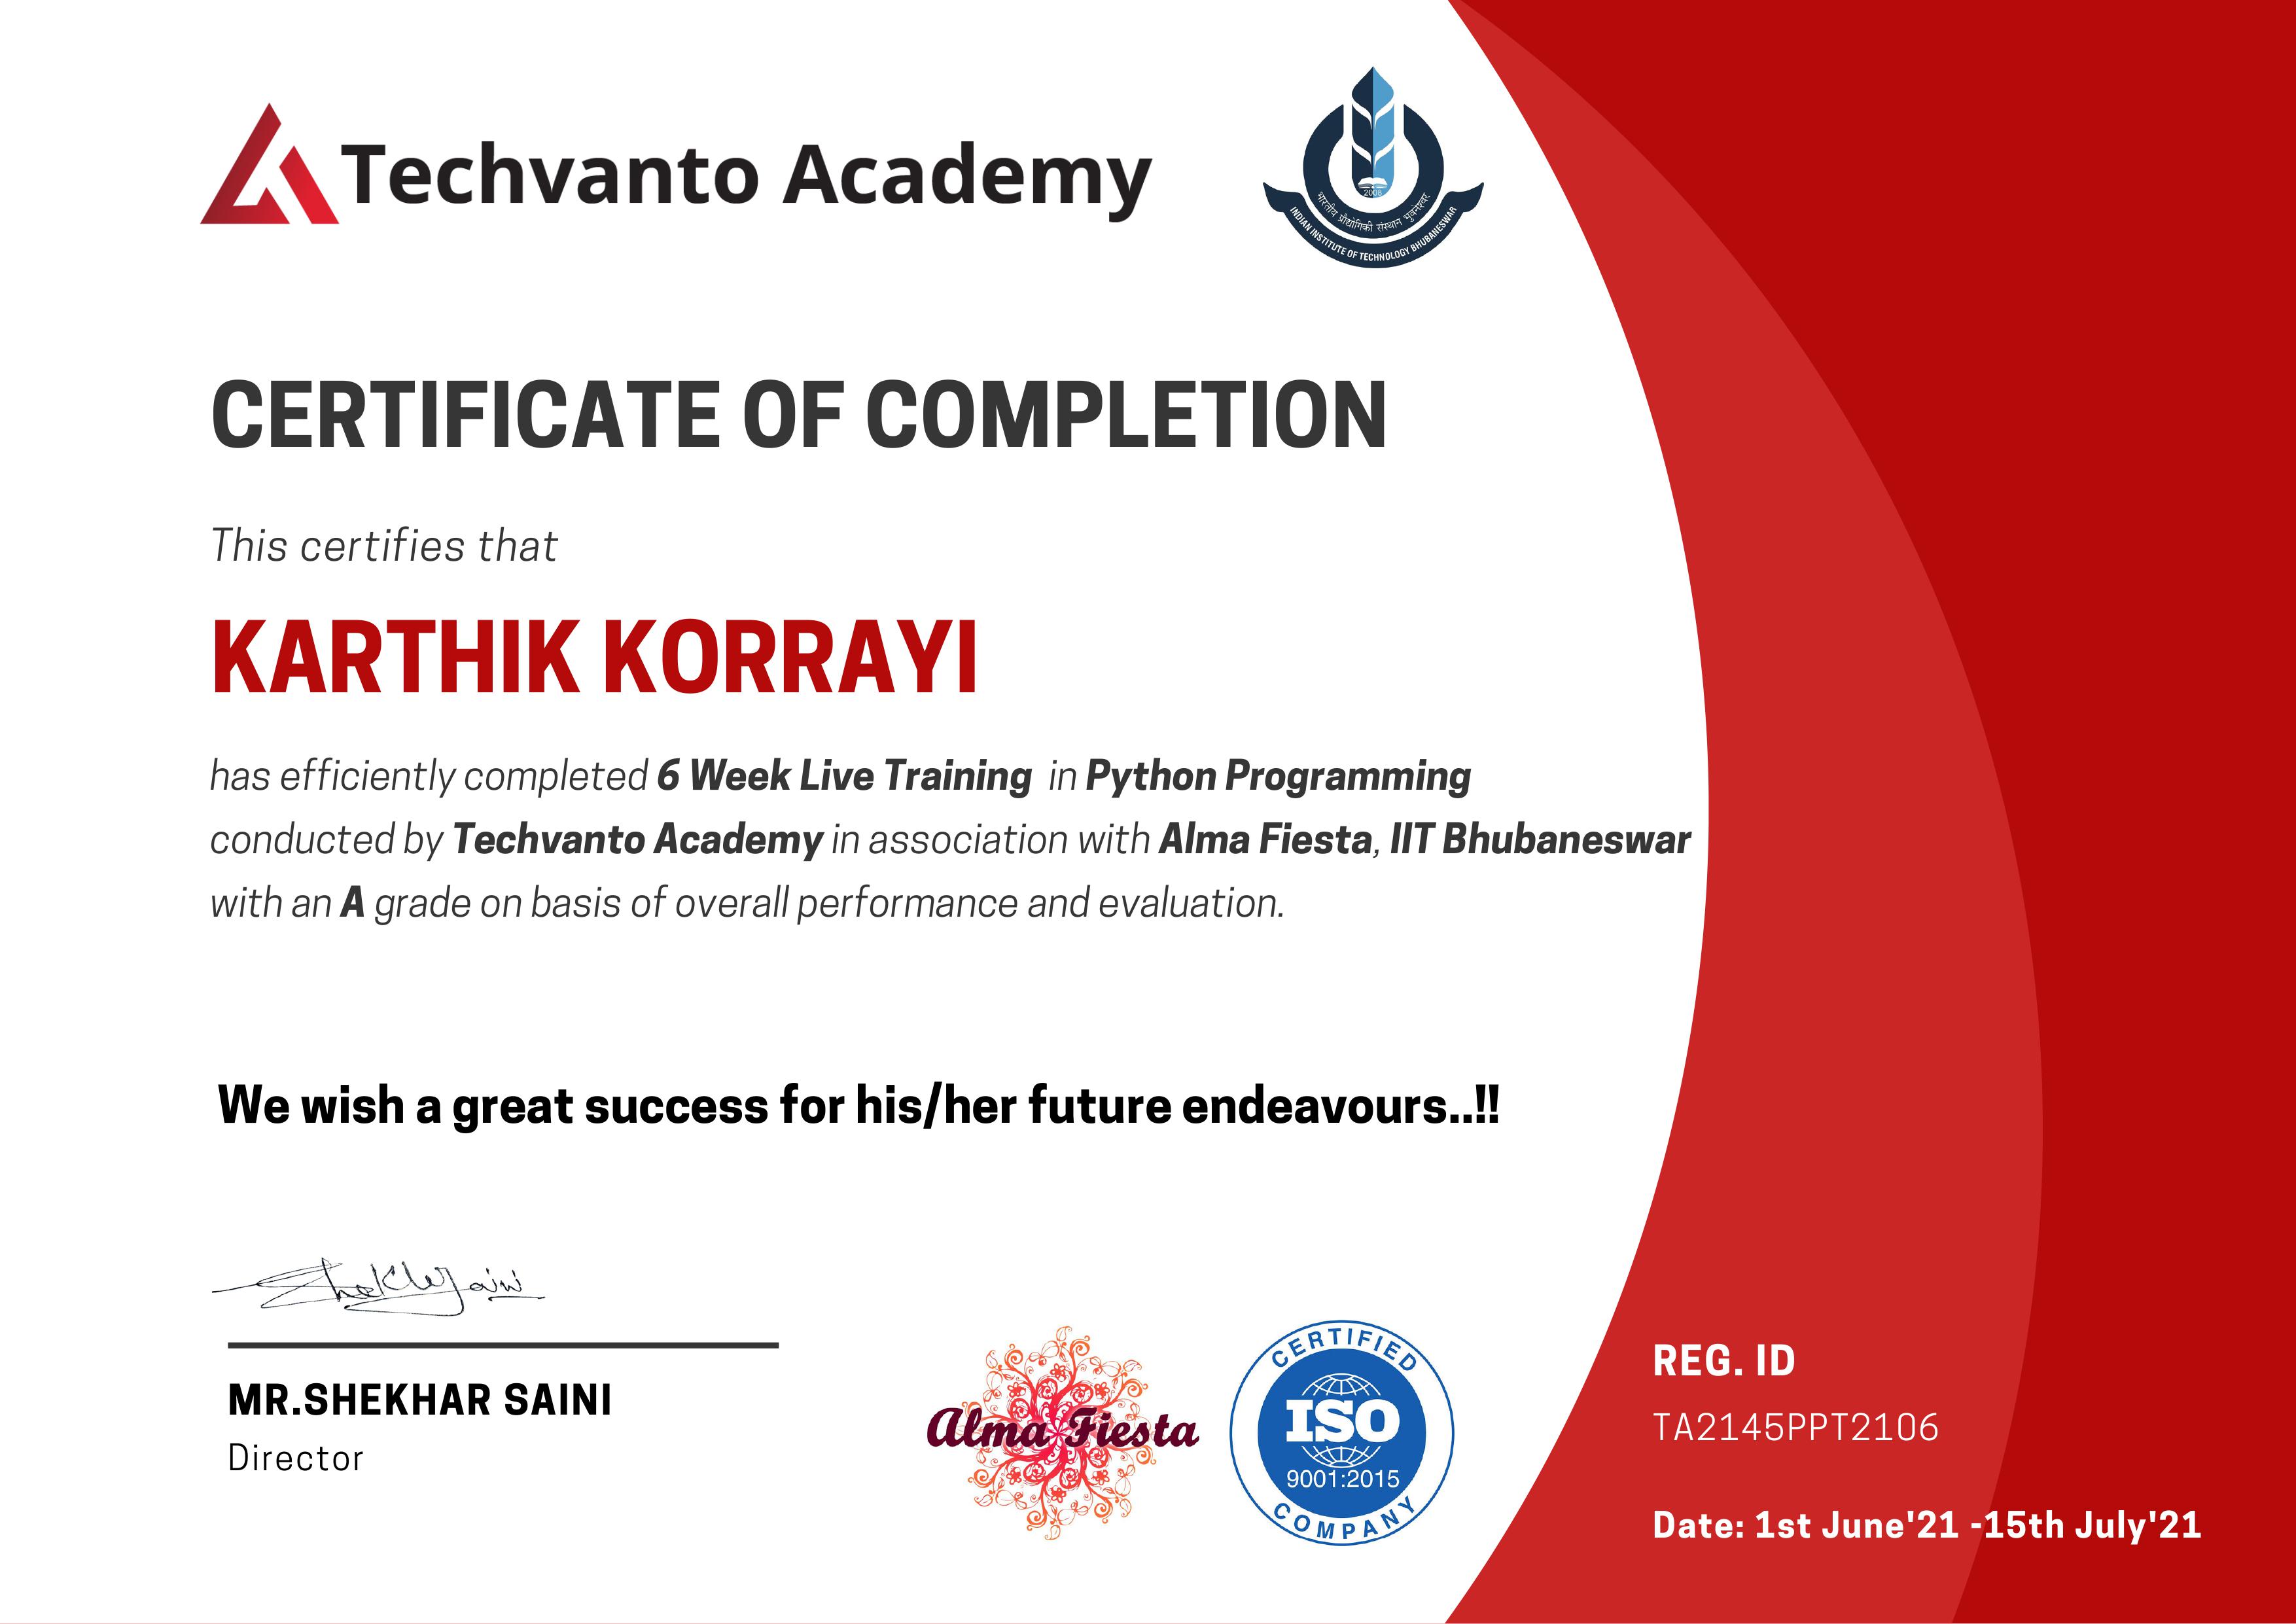 Techvanto Academy
2008
भारतीय प्रौद्योगिकी संस्थान भुवनेश्वर
INDIAN INSTITUTE OF TECHNOLOGY BHUBANESWAR
CERTIFICATE OF COMPLETION
This certifies that
KARTHIK KORRAYI
has efficiently completed 6 Week Live Training in Python Programming
conducted by Techvanto Academy in association with Alma Fiesta, IIT Bhubaneswar
with an A grade on basis of overall performance and evaluation.
We wish a great success for his/her future endeavours..!!
MR.SHEKHAR SAINI
Director
Alma Fiesta
CERTIFIED
ISO
9001:2015
COMPANY
REG. ID
TA2145PPT2106
Date: 1st June'21 -15th July'21